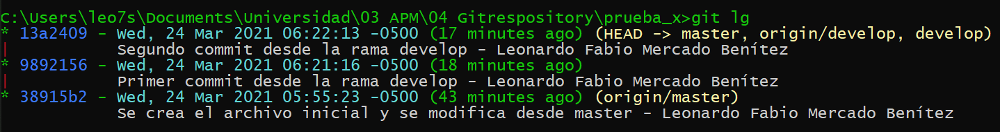 C:\Users\leo7s\Documents\Universidad\03 APM\04 Gitrespository\prueba_x>git lg
* 13a2409 - Wed, 24 Mar 2021 06:22:13 -0500 (17 minutes ago) (HEAD -> master, origin/develop, develop)
|           Segundo commit desde la rama develop - Leonardo Fabio Mercado Benítez
* 9892156 - Wed, 24 Mar 2021 06:21:16 -0500 (18 minutes ago)
|           Primer commit desde la rama develop - Leonardo Fabio Mercado Benítez
* 38915b2 - Wed, 24 Mar 2021 05:55:23 -0500 (43 minutes ago) (origin/master)
            Se crea el archivo inicial y se modifica desde master - Leonardo Fabio Mercado Benítez